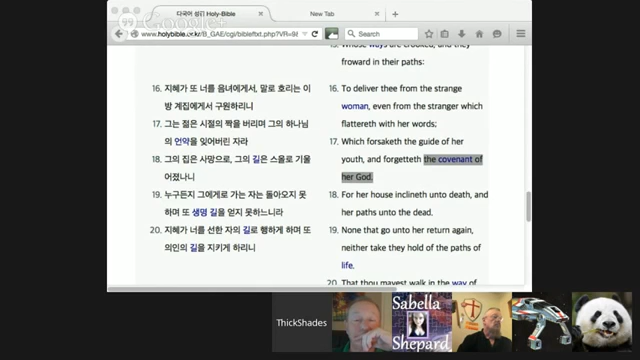 다국어 성경 Holy-Bible
New Tab
www.holybible.or.kr/B_GAE/cgi/bibleftxt.php?VR=8
Whose ways are crooked, and they
froward in their paths:
16. 지혜가 또 너를 음녀에게서, 말로 호리는 이
방 계집에게서 구원하리니
17. 그는 젊은 시절의 짝을 버리며 그의 하나님
의 언약을 잊어버린 자라
18. 그의 집은 사망으로, 그의 길은 스올로 기울
어졌나니
19. 누구든지 그에게로 가는 자는 돌아오지 못
하며 또 생명 길을 얻지 못하느니라
20. 지혜가 너를 선한 자의 길로 행하게 하며 또
의인의 길을 지키게 하리니
16. To deliver thee from the strange
woman, even from the stranger which
flattereth with her words;
17. Which forsaketh the guide of her
youth, and forgetteth the covenant of
her God.
18. For her house inclineth unto death, and
her paths unto the dead.
19. None that go unto her return again,
neither take they hold of the paths of
life.
20. That thou mayest walk in the way of
ThickShades
Sabella
Shepard